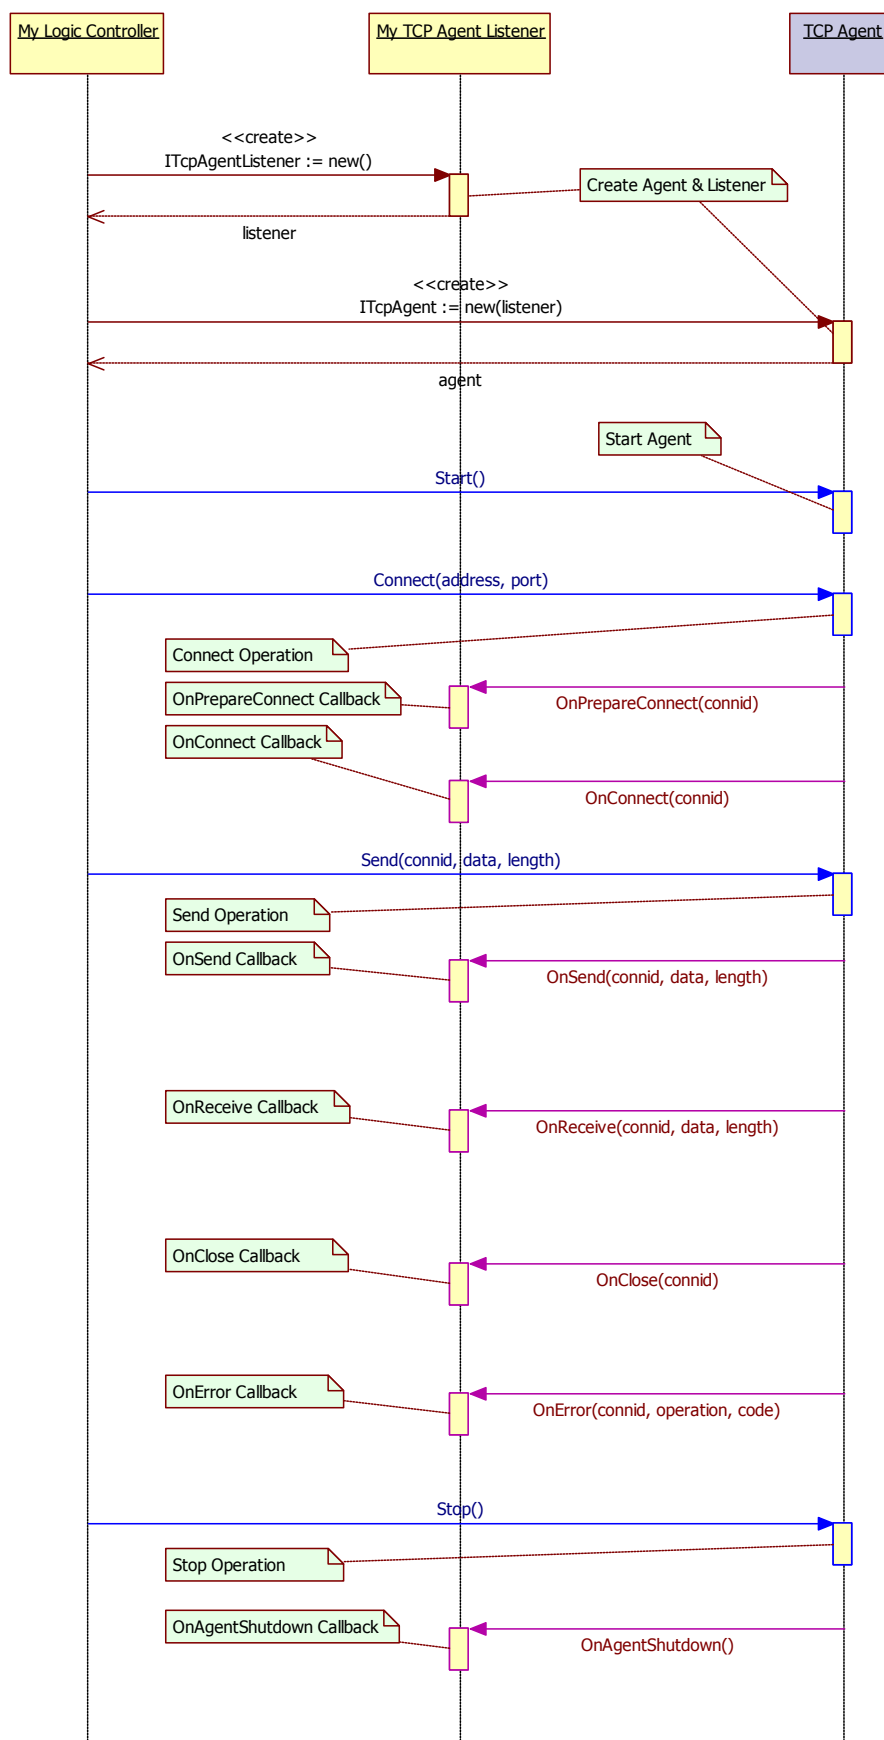 My Logic Controller
My TCP Agent Listener
TCP Agent
<<create>>
ITcpAgentListener := new()
Create Agent & Listener
listener
<<create>>
ITcpAgent := new(listener)
agent
Start Agent
Start()
Connect(address, port)
Connect Operation
OnPrepareConnect Callback
OnPrepareConnect(connid)
OnConnect Callback
OnConnect(connid)
Send(connid, data, length)
Send Operation
OnSend Callback
OnSend(connid, data, length)
OnReceive Callback
OnReceive(connid, data, length)
OnClose Callback
OnClose(connid)
OnError Callback
OnError(connid, operation, code)
Stop()
Stop Operation
OnAgentShutdown Callback
OnAgentShutdown()